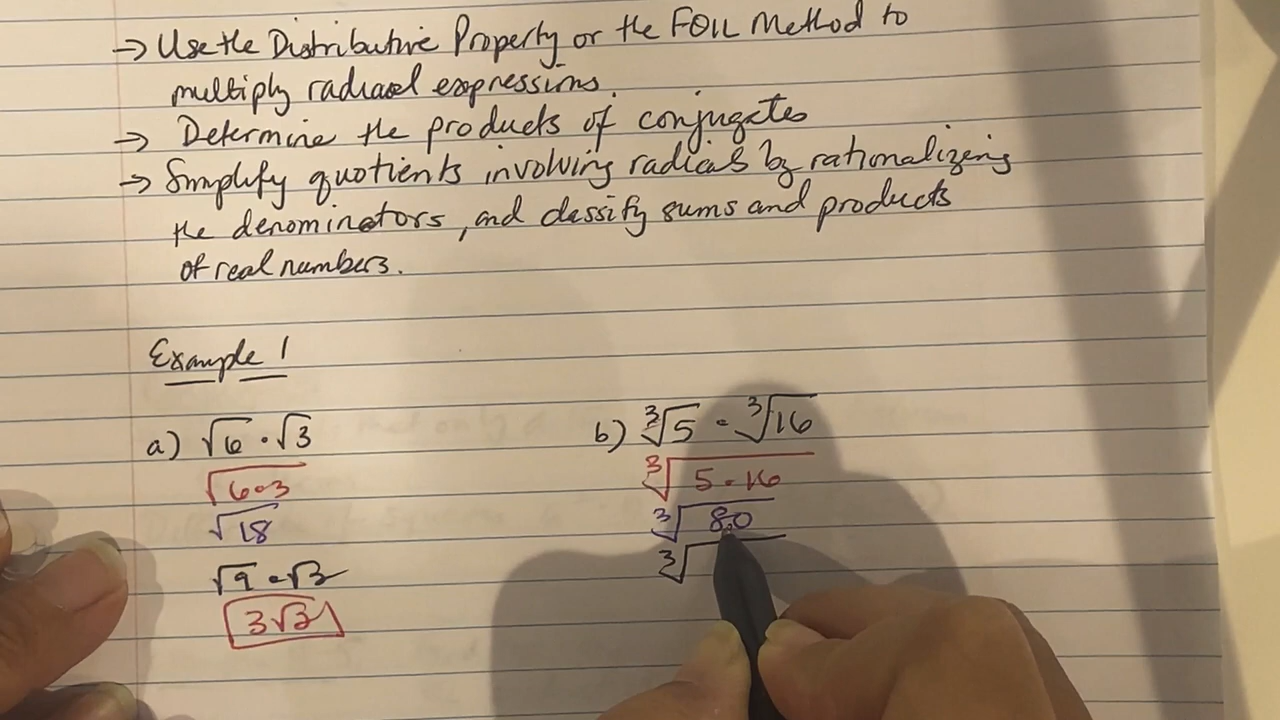 → Use the Distributive Property or the FOIL Method to
multiply radical expressions.
→ Determine the products of conjugates
→ Simplify quotients involving radicals by rationalizing
the denominators, and classify sums and products
of real numbers.
Example 1
a) √6 · √3
√6·3
√18
√9 · √2
3√2
b) ∛5 · ∛16
∛5·16
∛80
∛